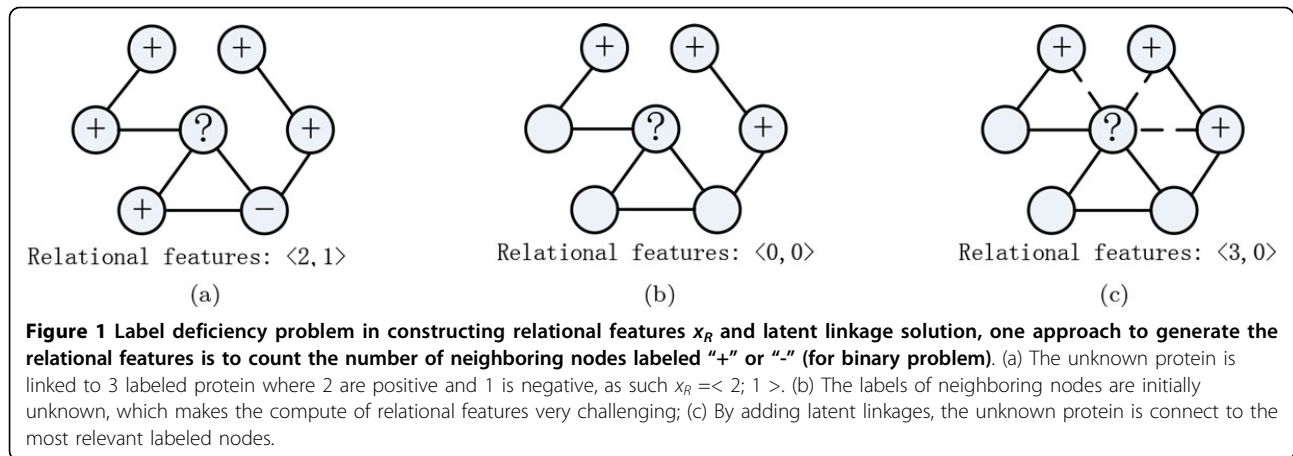 + + + + + +
+ ? + + ? + ? +
+ −
Relational features: <2, 1> Relational features: <0, 0> Relational features: <3, 0>
(a) (b) (c)
Figure 1 Label deficiency problem in constructing relational features xR and latent linkage solution, one approach to generate the
relational features is to count the number of neighboring nodes labeled “+” or “-” (for binary problem). (a) The unknown protein is
linked to 3 labeled protein where 2 are positive and 1 is negative, as such xR =< 2; 1 >. (b) The labels of neighboring nodes are initially
unknown, which makes the compute of relational features very challenging; (c) By adding latent linkages, the unknown protein is connect to the
most relevant labeled nodes.